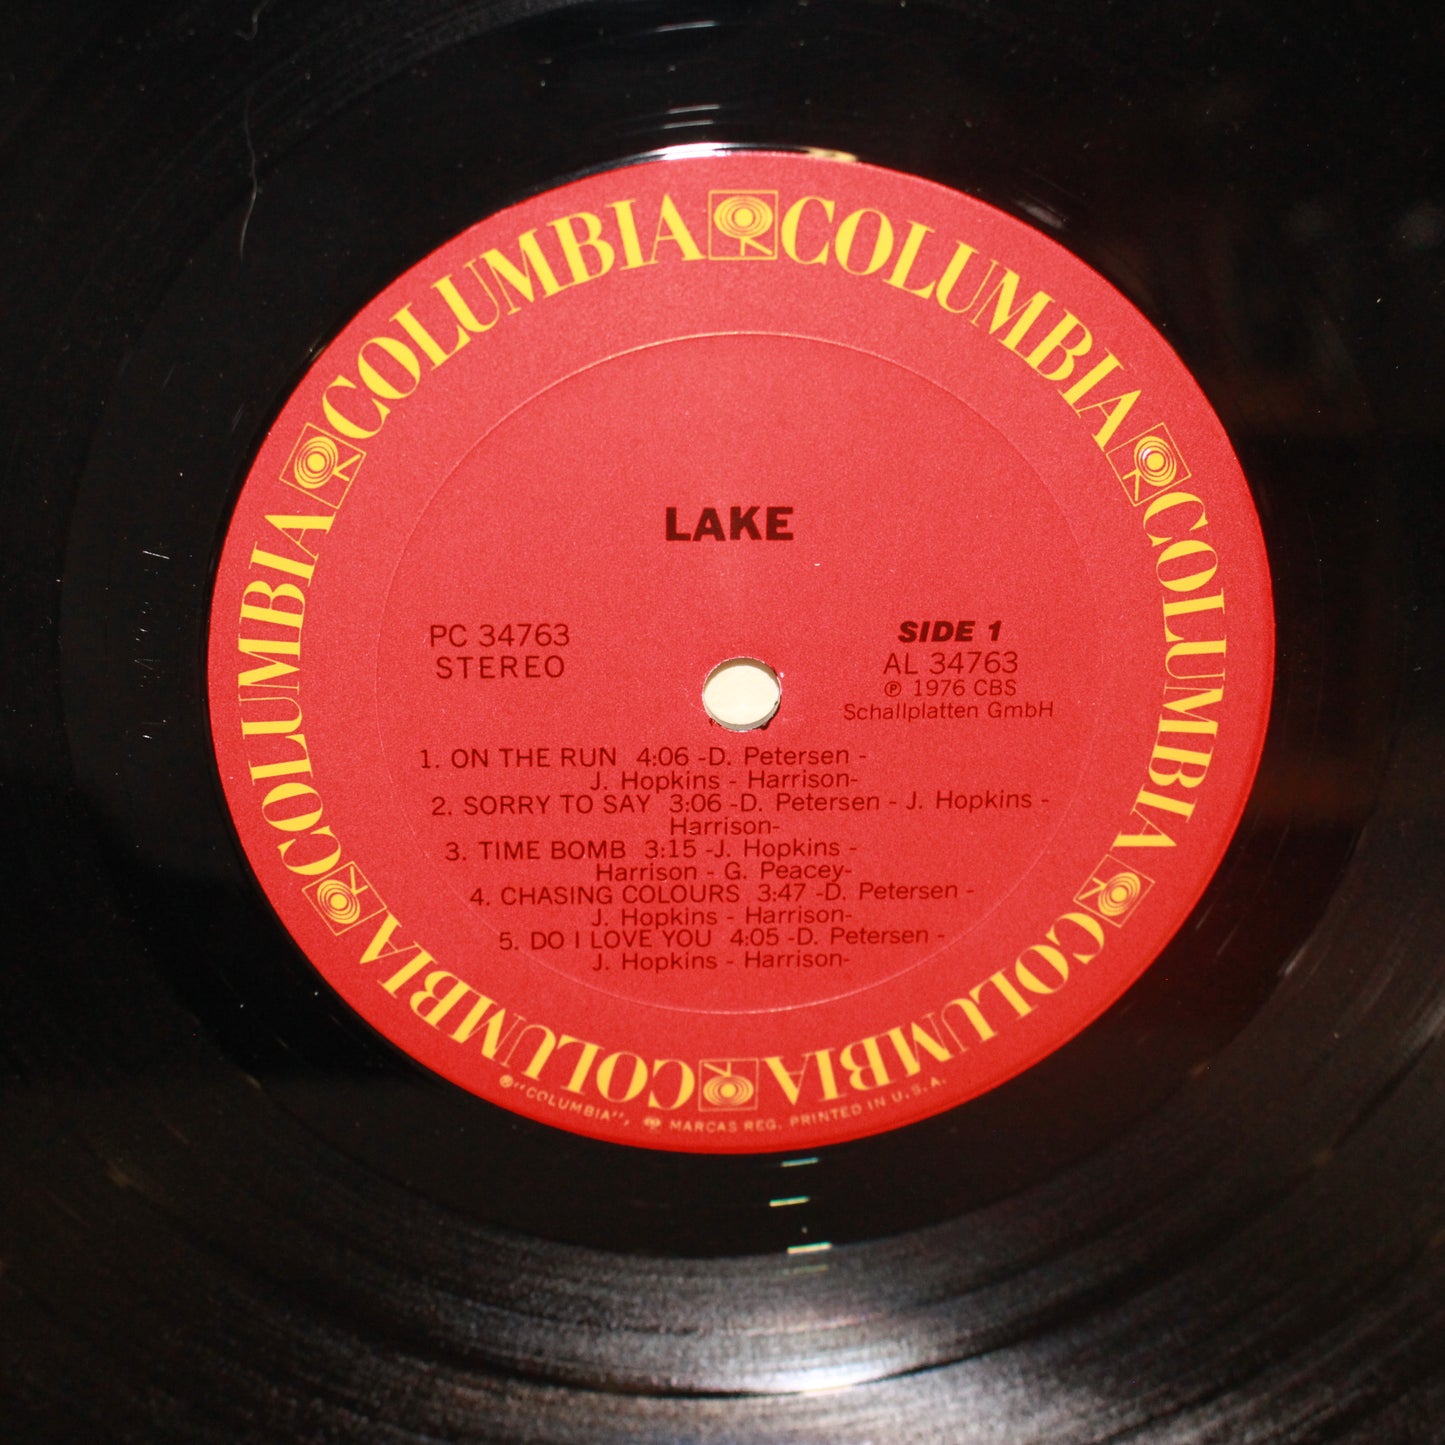 COLUMBIA COLUMBIA COLUMBIA COLUMBIA COLUMBIA COLUMBIA
LAKE
PC 34763
STEREO
SIDE 1
AL 34763
℗ 1976 CBS
Schallplatten GmbH
1. ON THE RUN 4:06 -D. Petersen -
J. Hopkins - Harrison-
2. SORRY TO SAY 3:06 -D. Petersen - J. Hopkins -
Harrison-
3. TIME BOMB 3:15 -J. Hopkins -
Harrison - G. Peacey-
4. CHASING COLOURS 3:47 -D. Petersen -
J. Hopkins - Harrison-
5. DO I LOVE YOU 4:05 -D. Petersen -
J. Hopkins - Harrison-
®"COLUMBIA", MARCAS REG. PRINTED IN U.S.A.